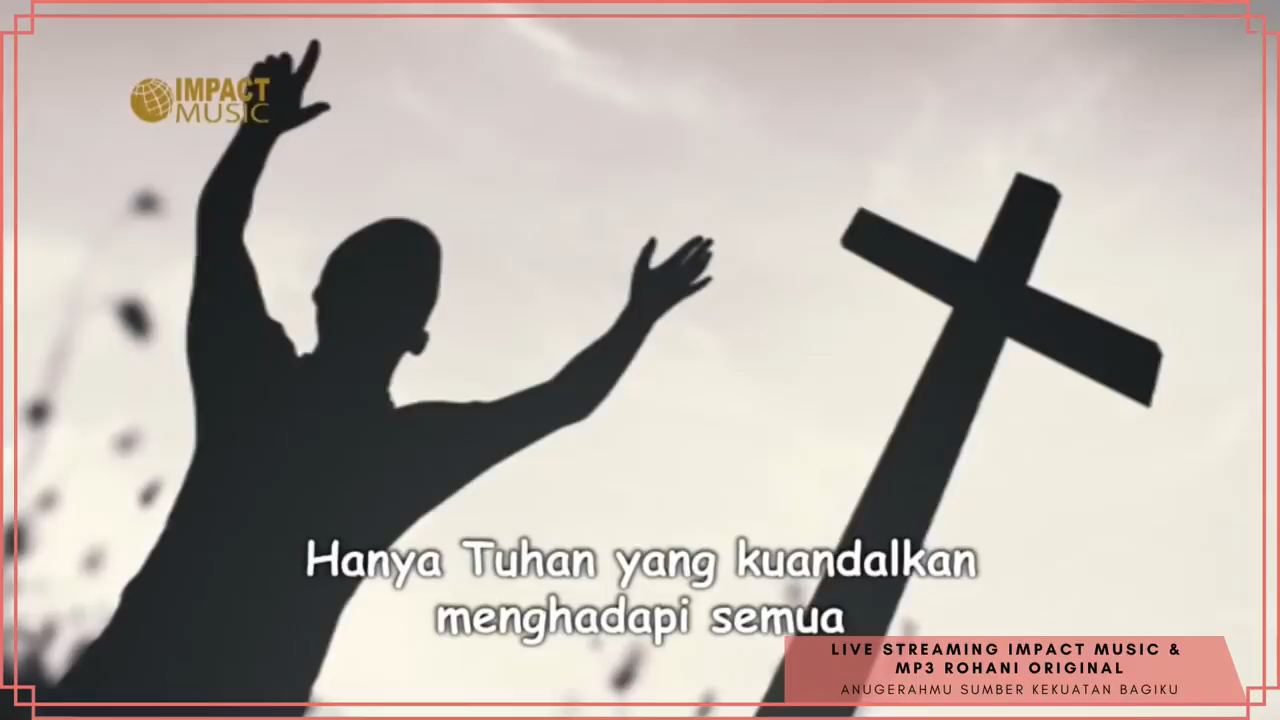 IMPACT
MUSIC
Hanya Tuhan yang kuandalkan
menghadapi semua
LIVE STREAMING IMPACT MUSIC &
MP3 ROHANI ORIGINAL
ANUGERAHMU SUMBER KEKUATAN BAGIKU